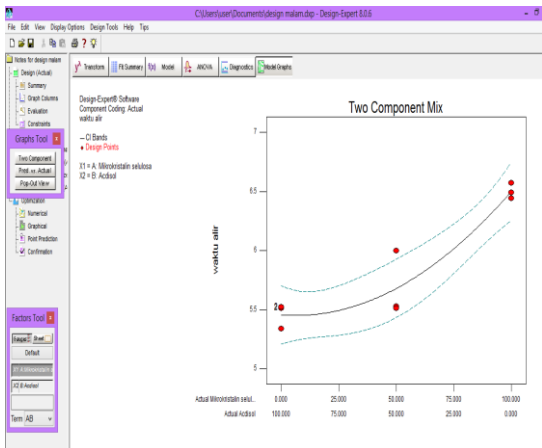 C:\Users\user\Documents\design malam.dxp - Design-Expert 8.0.6
File Edit View Display Options Design Tools Help Tips
Notes for design malam
Design (Actual)
Summary
Graph Columns
Evaluation
Constraints
Graphs Tool
Two Component
Pred. vs. Actual
Pop-Out View
Optimization
Numerical
Graphical
Point Prediction
Confirmation
Factors Tool
Sheet
Default
X2 B:Acdisol
Term AB
y^ Transform Fit Summary f(x) Model ANOVA Diagnostics Model Graphs
Design-Expert® Software
Component Coding: Actual
waktu alir
CI Bands
Design Points
X1 = A: Mikrokristalin selulosa
X2 = B: Acdisol
Two Component Mix
waktu alir
7
6.5
6
5.5
5
2
Actual Mikrokristalin selul... 0.000 25.000 50.000 75.000 100.000
Actual Acdisol 100.000 75.000 50.000 25.000 0.000